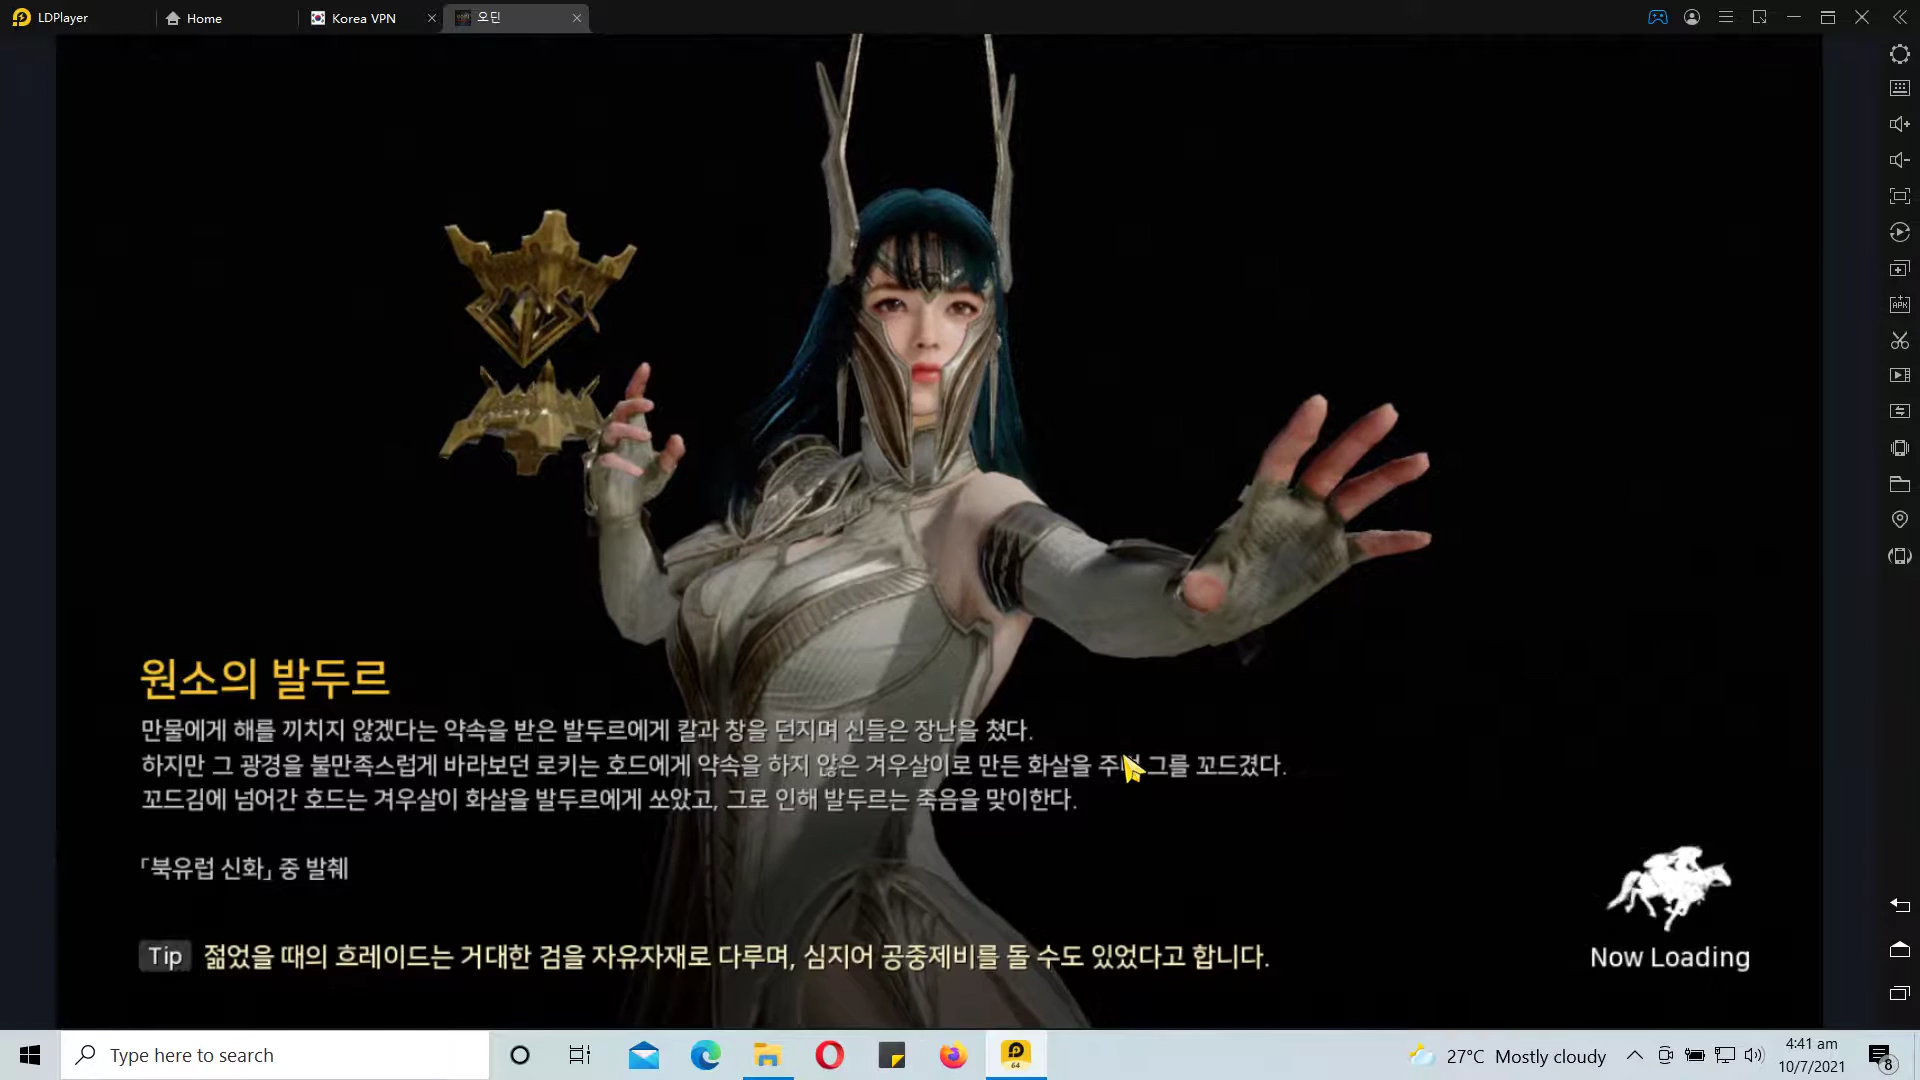 LDPlayer
Home
Korea VPN
오딘
APK
원소의 발두르
만물에게 해를 끼치지 않겠다는 약속을 받은 발두르에게 칼과 창을 던지며 신들은 장난을 쳤다.
하지만 그 광경을 불만족스럽게 바라보던 로키는 호드에게 약속을 하지 않은 겨우살이로 만든 화살을 그를 꼬드겼다.
꼬드김에 넘어간 호드는 겨우살이 화살을 발두르에게 쏘았고, 그로 인해 발두르는 죽음을 맞이한다.
「북유럽 신화」 중 발췌
Tip 젊었을 때의 흐레이드는 거대한 검을 자유자재로 다루며, 심지어 공중제비를 돌 수도 있었다고 합니다.
Now Loading
Type here to search
64
27°C Mostly cloudy
4:41 am
10/7/2021
8